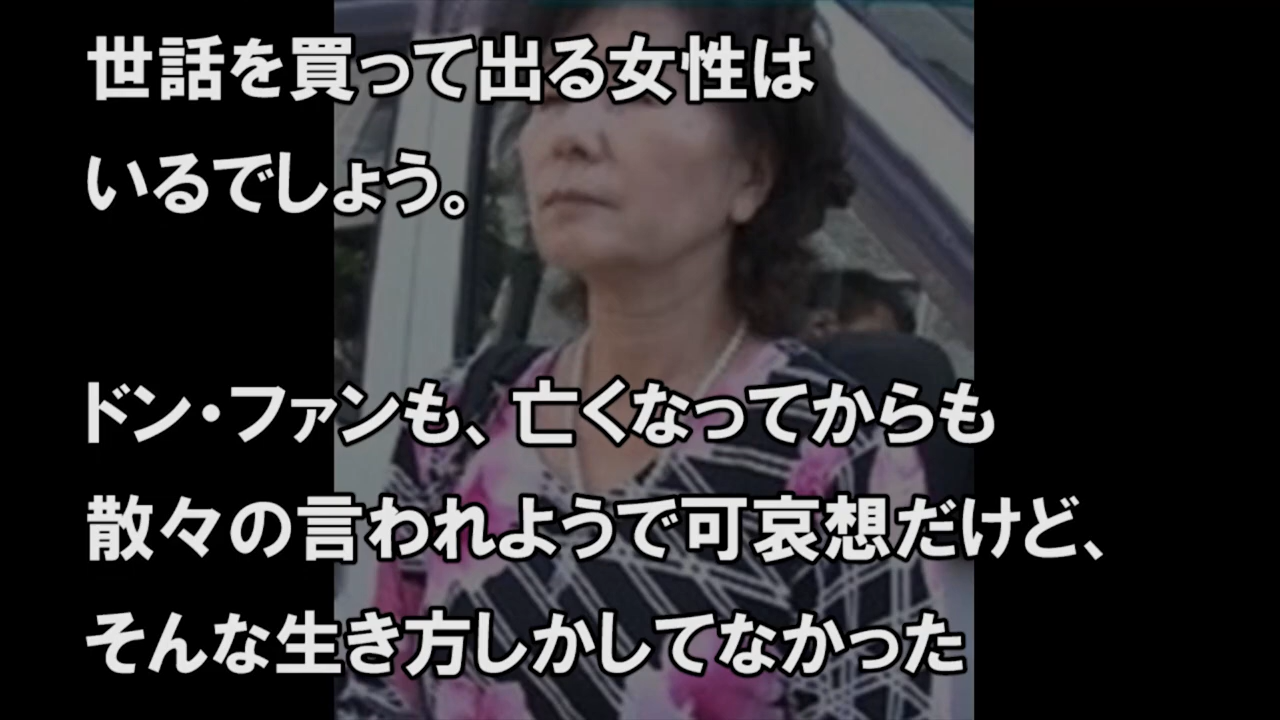 世話を買って出る女性は
いるでしょう。
ドン・ファンも、亡くなってからも
散々の言われようで可哀想だけど、
そんな生き方しかしてなかった